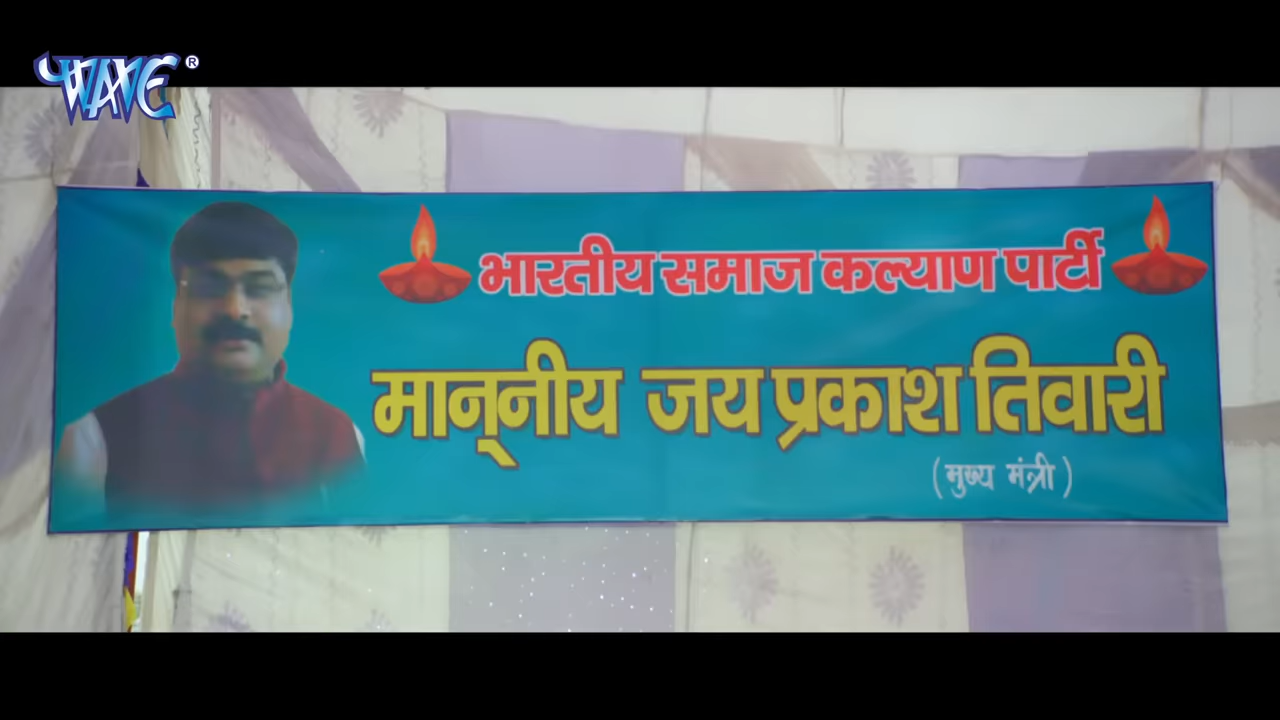 WAVE ®
भारतीय समाज कल्याण पार्टी
मान्‌नीय जय प्रकाश तिवारी
(मुख्य मंत्री)